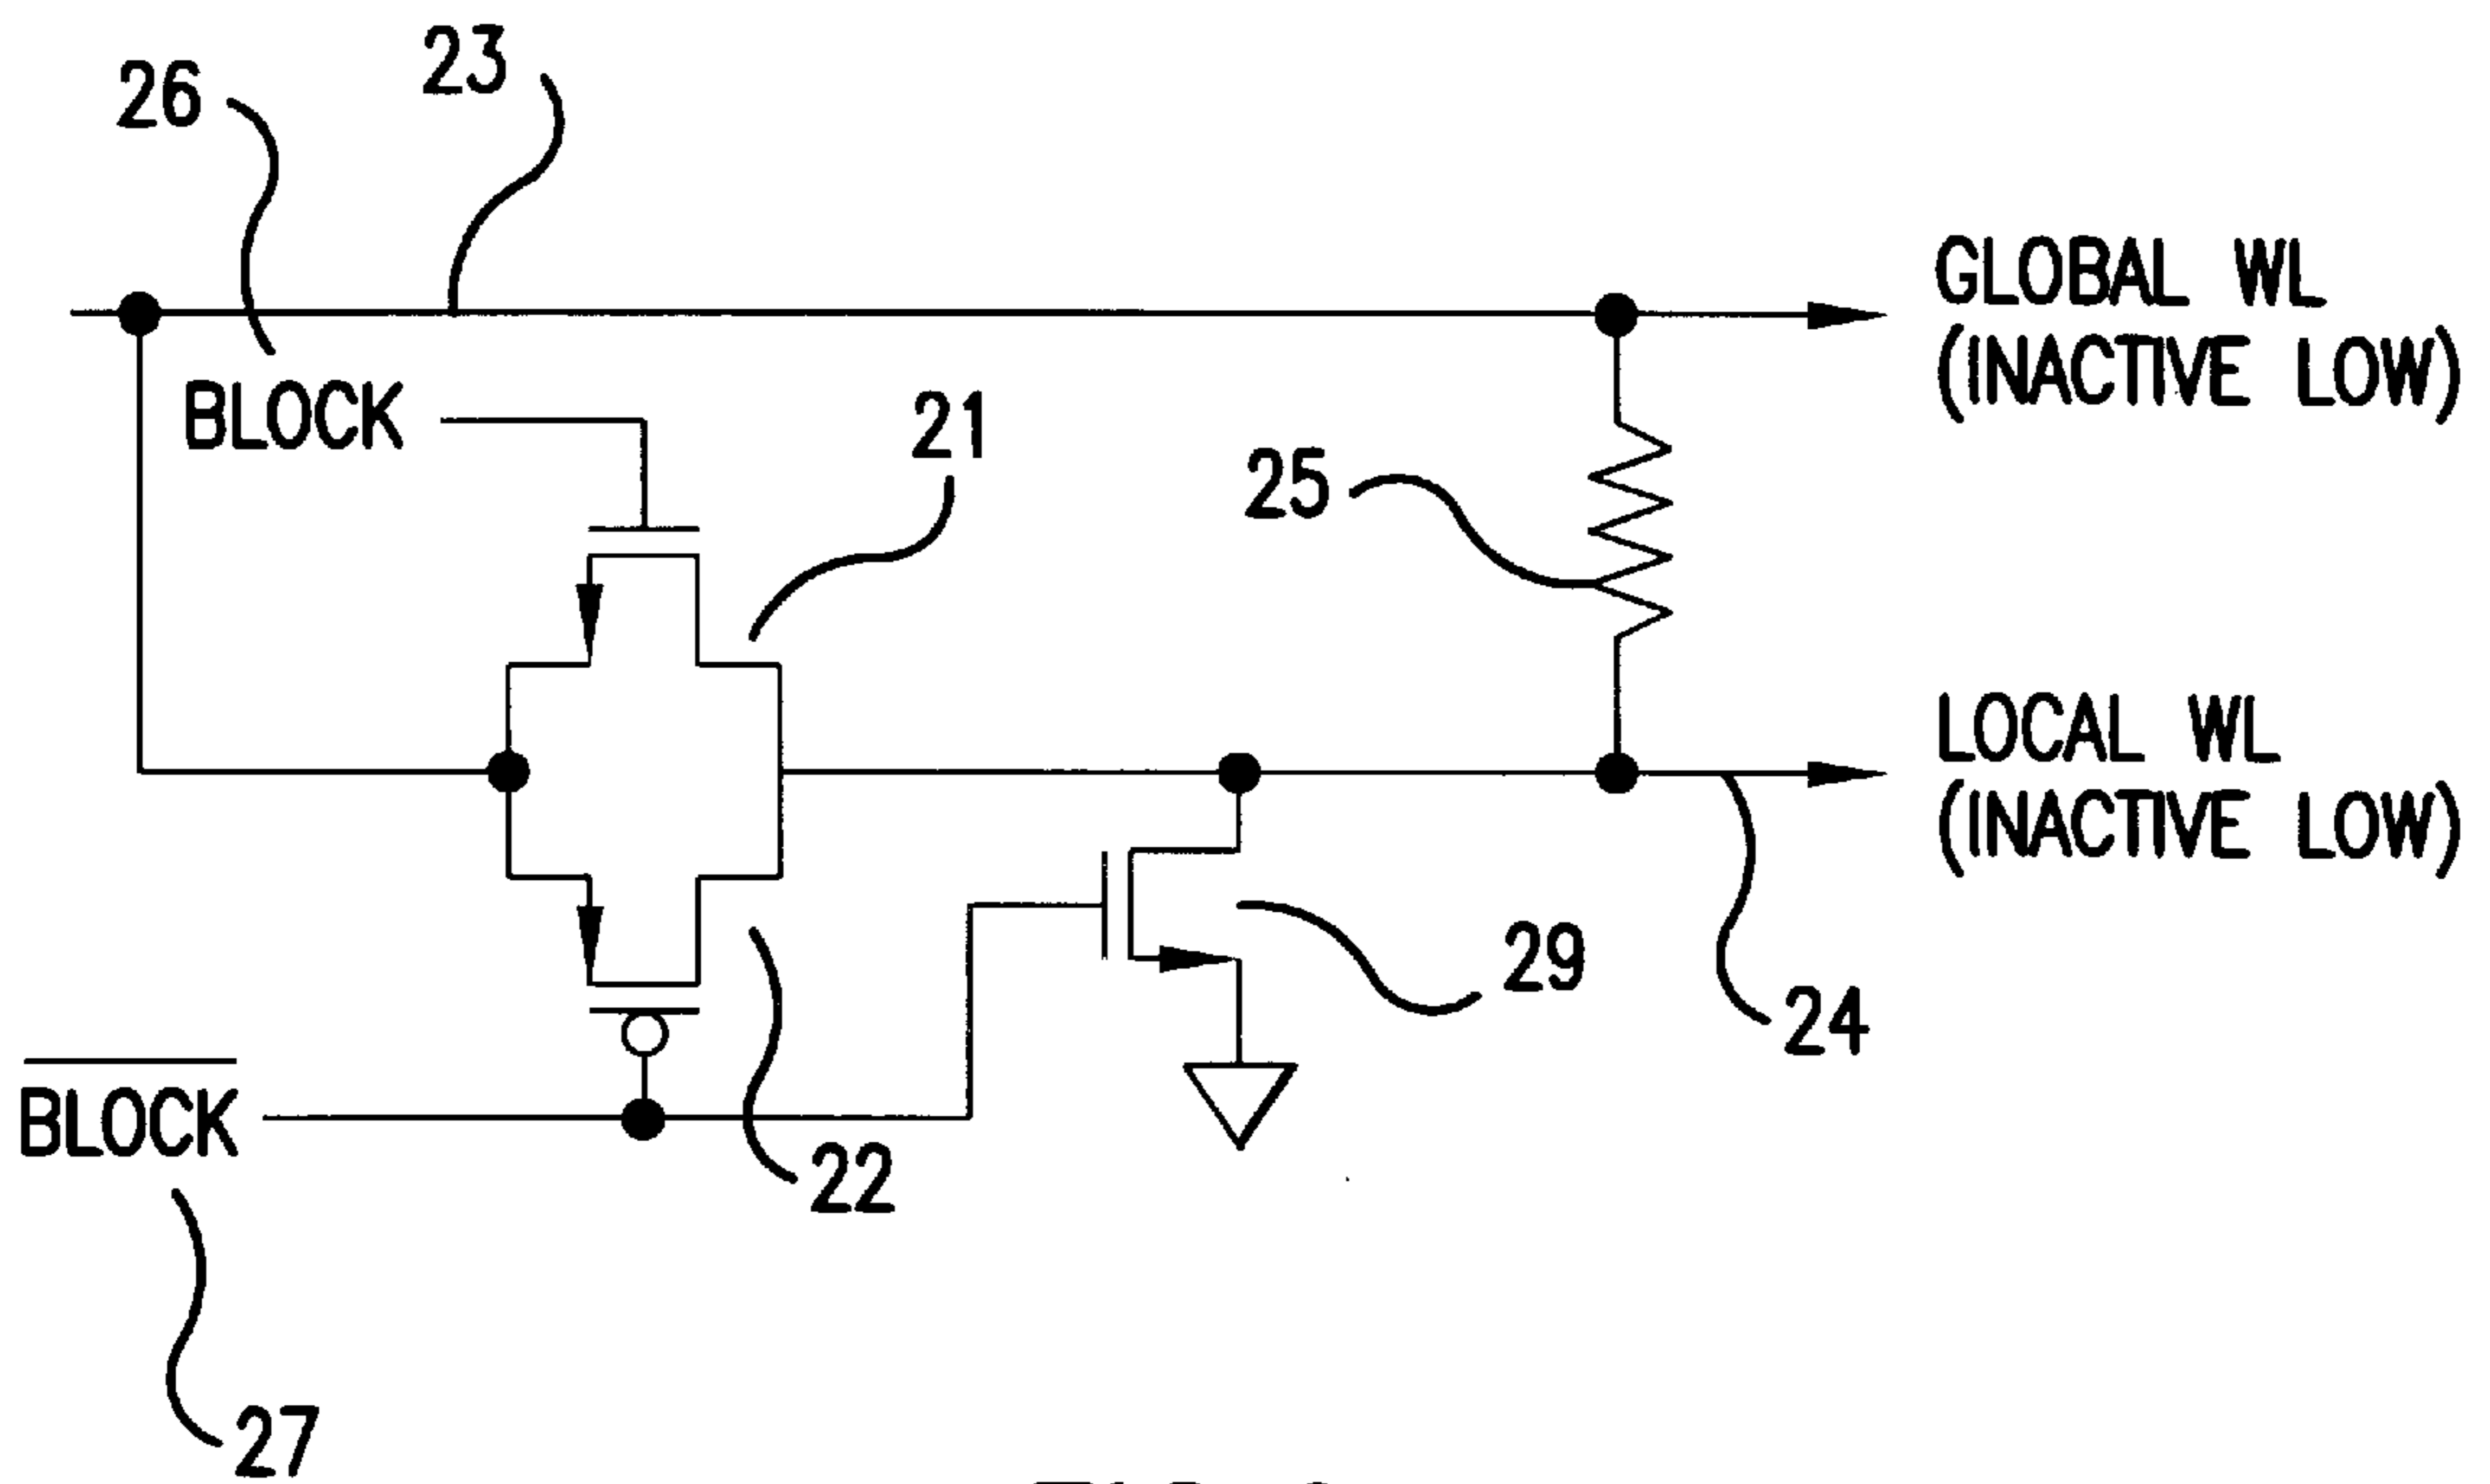 23
26
GLOBAL WL
(INACTIVE LOW)
BLOCK
21
25
LOCAL WL
(INACTIVE LOW)
29
24
BLOCK
22
27